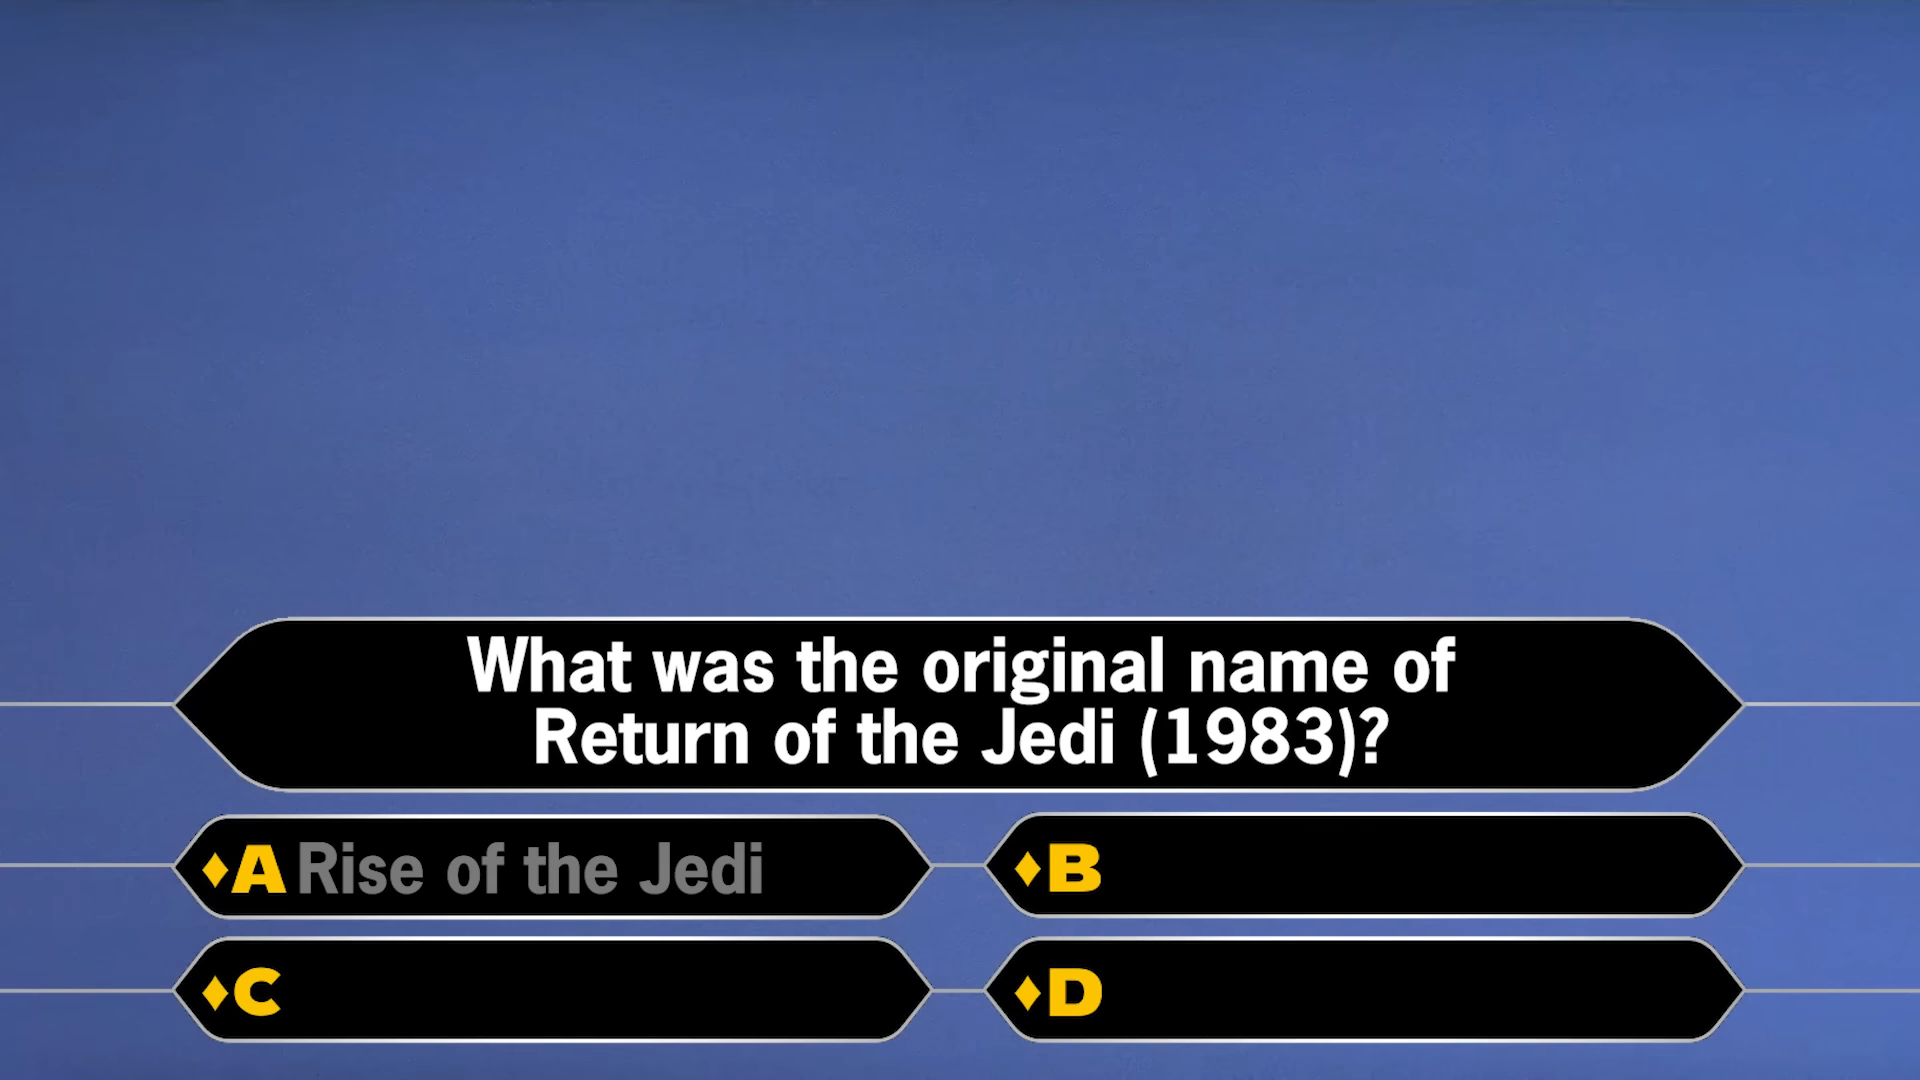 What was the original name of
Return of the Jedi (1983)?
♦A Rise of the Jedi
♦B
♦C
♦D